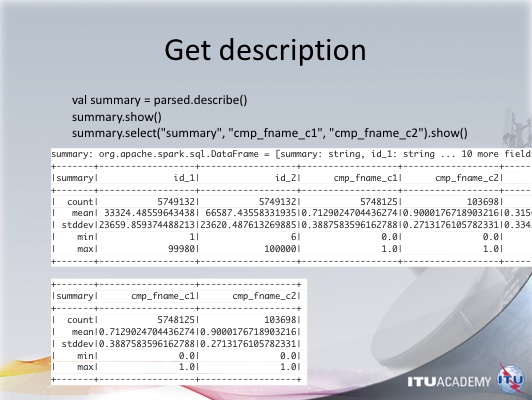 Get description
val summary = parsed.describe()
summary.show()
summary.select("summary", "cmp_fname_c1", "cmp_fname_c2").show()
summary: org.apache.spark.sql.DataFrame = [summary: string, id_1: string ... 10 more field
+-------+------------------+------------------+------------------+------------------+-----
|summary| id_1| id_2| cmp_fname_c1| cmp_fname_c2|
+-------+------------------+------------------+------------------+------------------+-----
| count| 5749132| 5749132| 5748125| 103698|
| mean| 33324.48559643438| 66587.43558331935|0.7129024704436274|0.9000176718903216|0.315
| stddev|23659.859374488213|23620.487613269885|0.3887583596162788|0.2713176105782331|0.334
| min| 1| 6| 0.0| 0.0|
| max| 99980| 100000| 1.0| 1.0|
+-------+------------------+------------------+------------------+------------------+-----
+-------+------------------+------------------+
|summary| cmp_fname_c1| cmp_fname_c2|
+-------+------------------+------------------+
| count| 5748125| 103698|
| mean|0.7129024704436274|0.9000176718903216|
| stddev|0.3887583596162788|0.2713176105782331|
| min| 0.0| 0.0|
| max| 1.0| 1.0|
+-------+------------------+------------------+
ITUACADEMY ITU